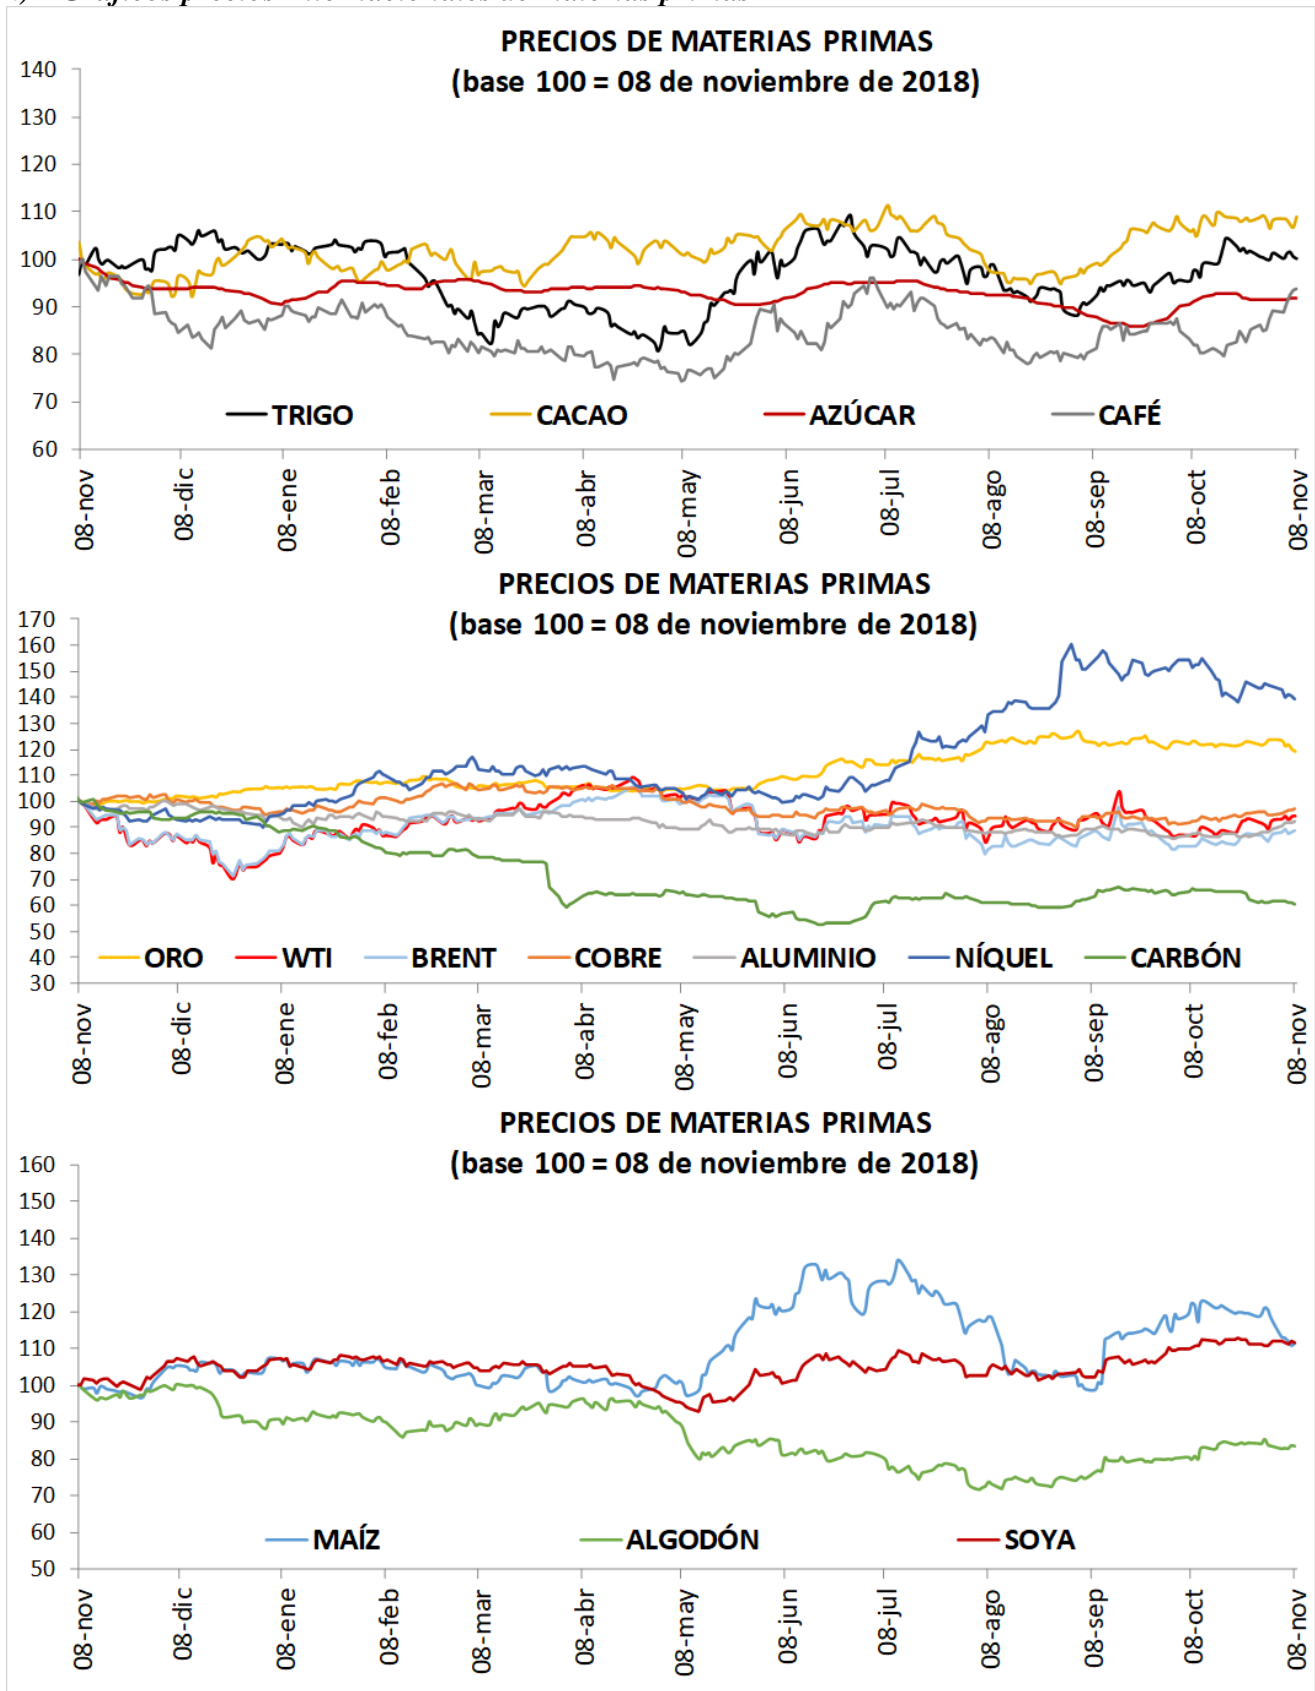 Gráficos precios internacionales de materias primas
PRECIOS DE MATERIAS PRIMAS
(base 100 = 08 de noviembre de 2018)
140
130
120
110
100
90
80
70
60
TRIGO CACAO AZÚCAR CAFÉ
08-nov 08-dic 08-ene 08-feb 08-mar 08-abr 08-may 08-jun 08-jul 08-ago 08-sep 08-oct 08-nov
PRECIOS DE MATERIAS PRIMAS
(base 100 = 08 de noviembre de 2018)
170
160
150
140
130
120
110
100
90
80
70
60
50
40
30
ORO WTI BRENT COBRE ALUMINIO NÍQUEL CARBÓN
08-nov 08-dic 08-ene 08-feb 08-mar 08-abr 08-may 08-jun 08-jul 08-ago 08-sep 08-oct 08-nov
PRECIOS DE MATERIAS PRIMAS
(base 100 = 08 de noviembre de 2018)
160
150
140
130
120
110
100
90
80
70
60
50
MAÍZ ALGODÓN SOYA
08-nov 08-dic 08-ene 08-feb 08-mar 08-abr 08-may 08-jun 08-jul 08-ago 08-sep 08-oct 08-nov